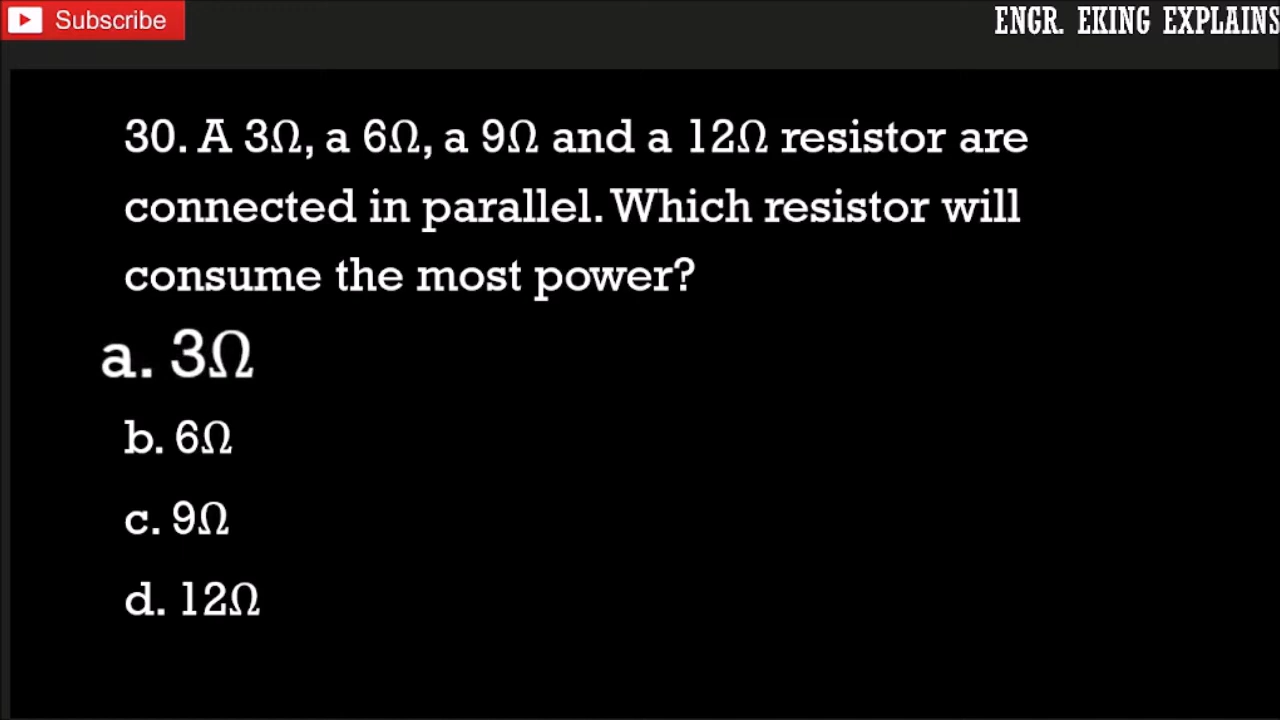 Subscribe
ENGR. EKING EXPLAINS
30. A 3Ω, a 6Ω, a 9Ω and a 12Ω resistor are
connected in parallel. Which resistor will
consume the most power?
a. 3Ω
b. 6Ω
c. 9Ω
d. 12Ω